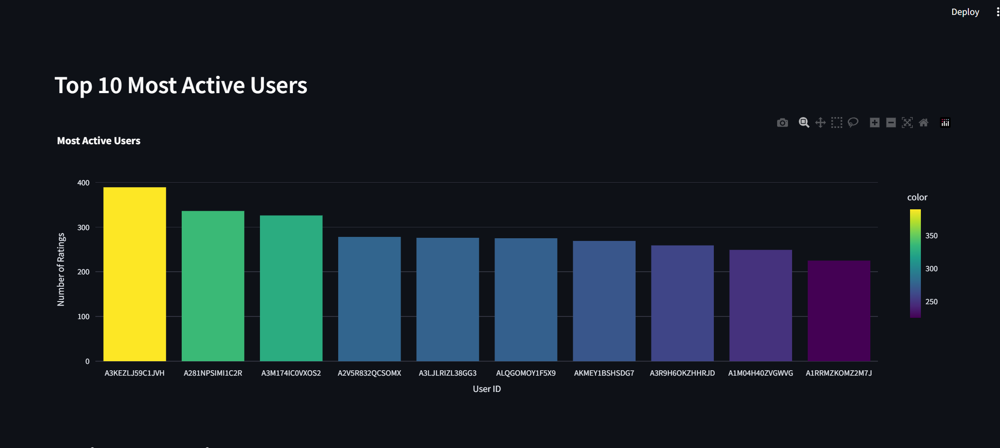 Deploy
Top 10 Most Active Users
Most Active Users
400
300
200
100
0
Number of Ratings
A3KEZLJ59C1JVH A281NPSIMI1C2R A3M174IC0VXOS2 A2V5R832QCSOMX A3LJLRIZL38GG3 ALQGOMOY1F5X9 AKMEY1BSHSDG7 A3R9H6OKZHHRJD A1M04H40ZVGWVG A1RRMZKOMZ2M7J
User ID
color
350
300
250